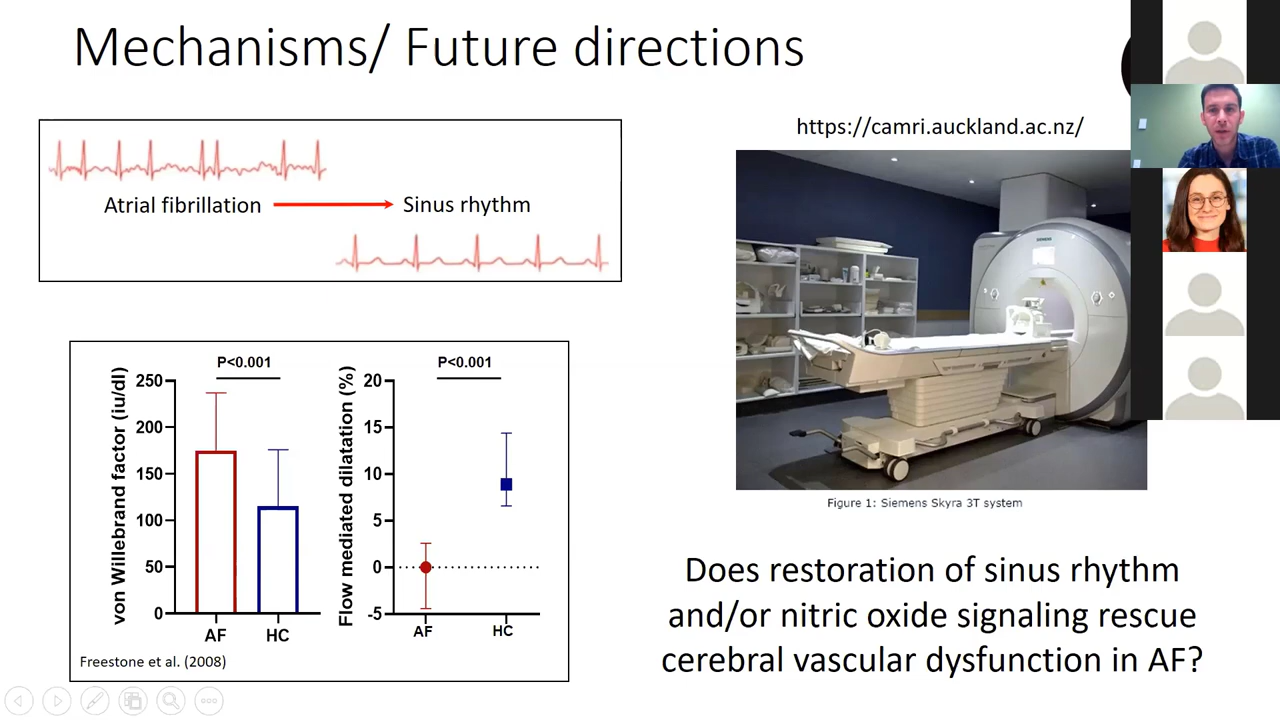 Mechanisms/ Future directions
Atrial fibrillation
Sinus rhythm
https://camri.auckland.ac.nz/
SIEMENS
Figure 1: Siemens Skyra 3T system
von Willebrand factor (iu/dl)
250
200
150
100
50
0
P<0.001
AF
HC
Flow mediated dilatation (%)
20
15
10
5
0
-5
P<0.001
AF
HC
Freestone et al. (2008)
Does restoration of sinus rhythm
and/or nitric oxide signaling rescue
cerebral vascular dysfunction in AF?